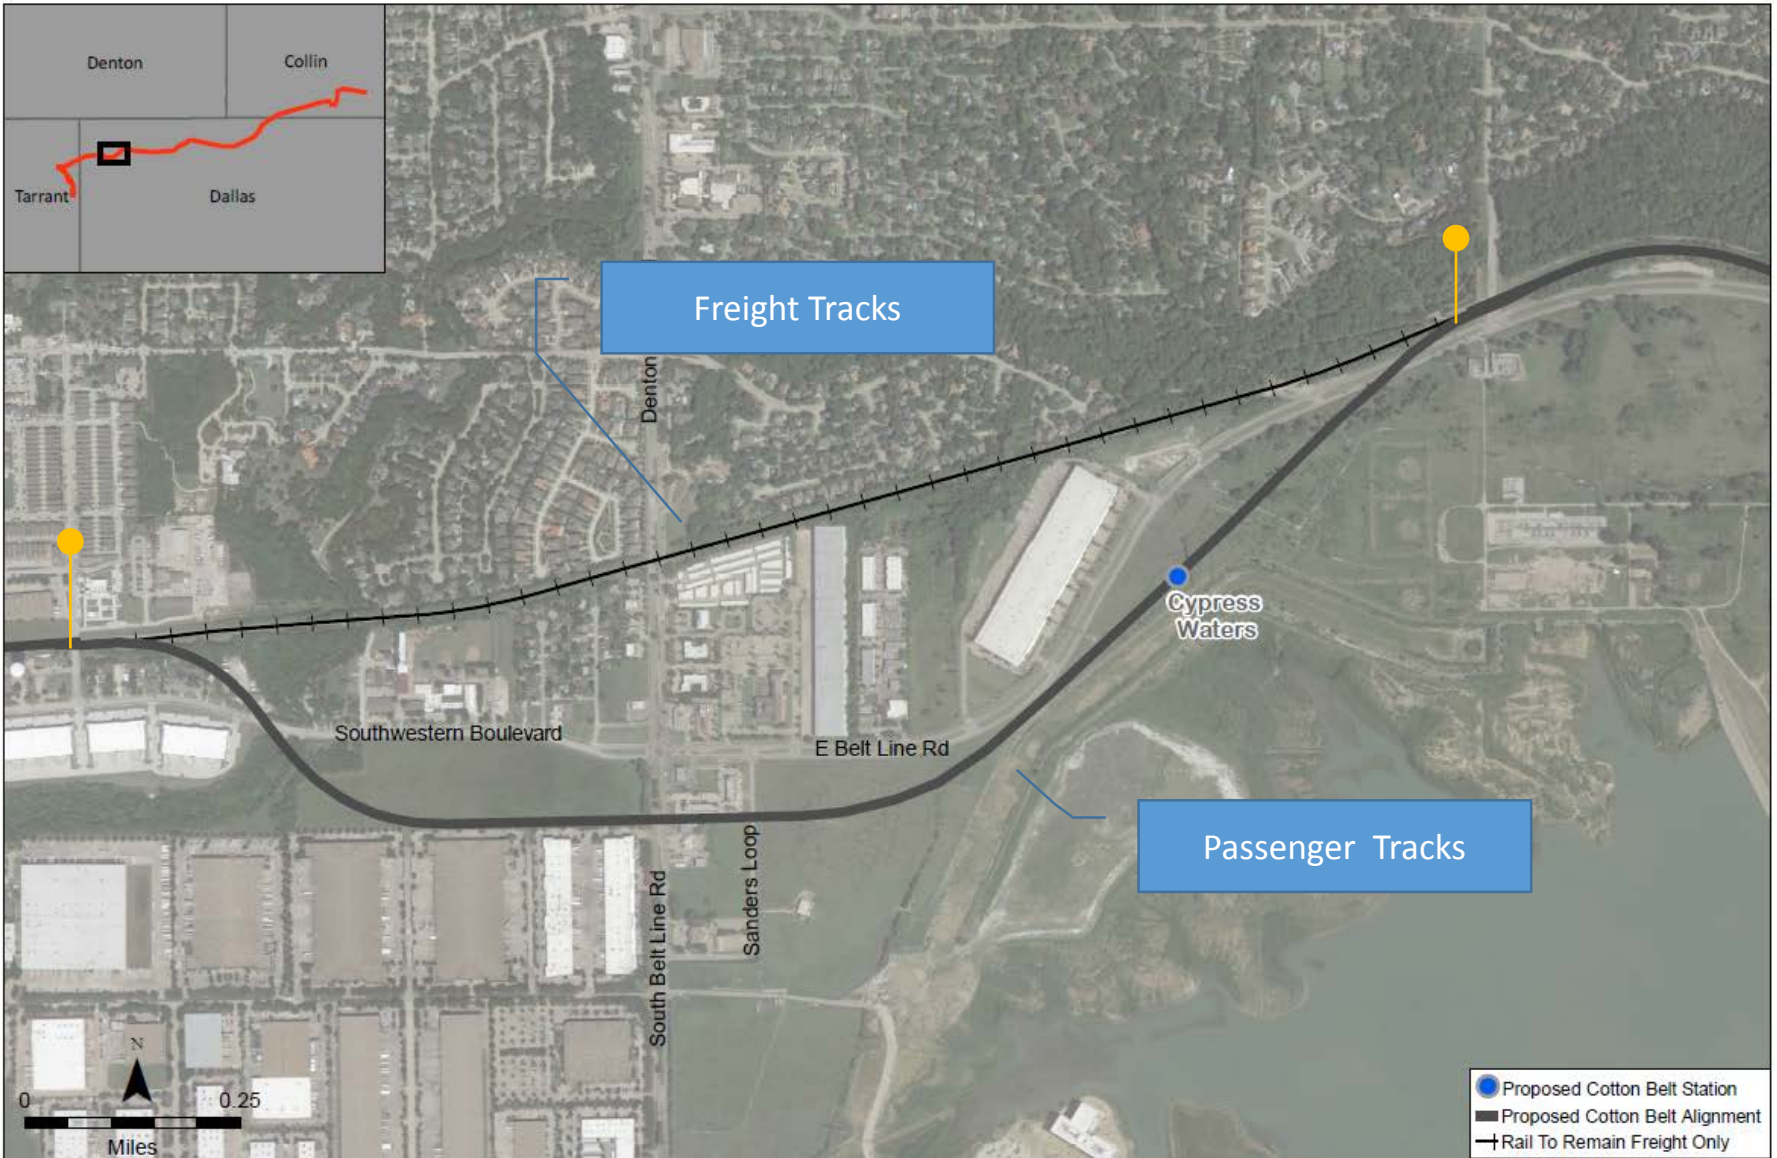 Denton
Collin
Tarrant
Dallas
Freight Tracks
Denton
Cypress
Waters
Southwestern Boulevard
E Belt Line Rd
Passenger  Tracks
South Belt Line Rd
Sanders Loop
N
0
0.25
Miles
Proposed Cotton Belt Station
Proposed Cotton Belt Alignment
Rail To Remain Freight Only